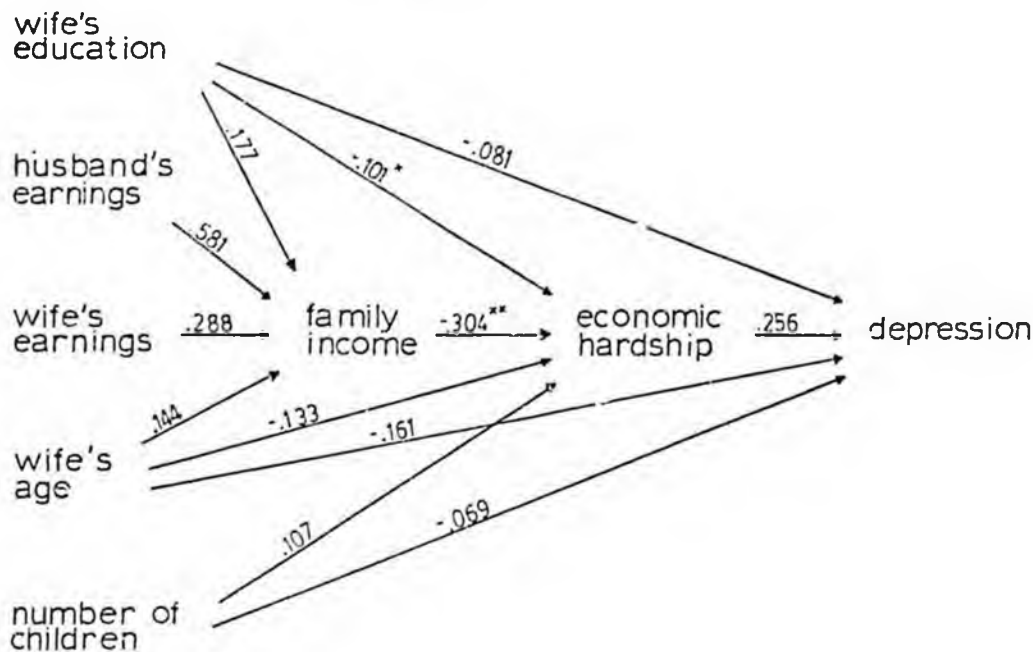 wife's
education
.177
-.101*
-.081
husband's
earnings
.581
wife's
earnings
.288
family
income
-.304**
economic
hardship
.256
depression
.144
-.133
-.161
wife's
age
.107
-.069
number of
children